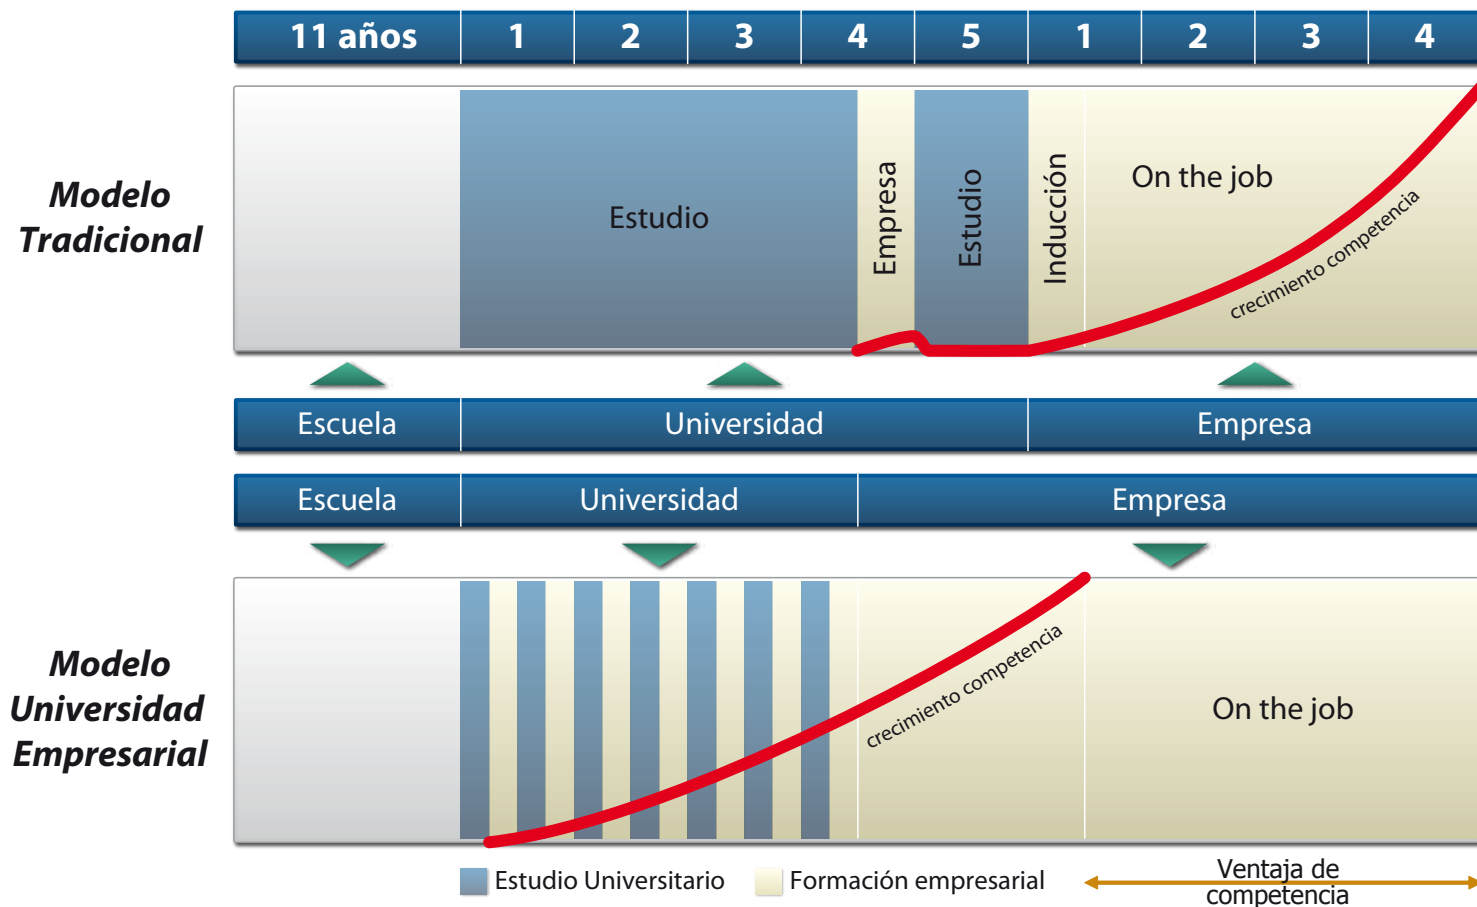 11 años 1 2 3 4 5 1 2 3 4
Modelo
Tradicional
Estudio
Empresa
Estudio
Inducción
On the job
crecimiento competencia
Escuela Universidad Empresa
Escuela Universidad Empresa
Modelo
Universidad
Empresarial
crecimiento competencia
On the job
Estudio Universitario Formación empresarial
Ventaja de
competencia